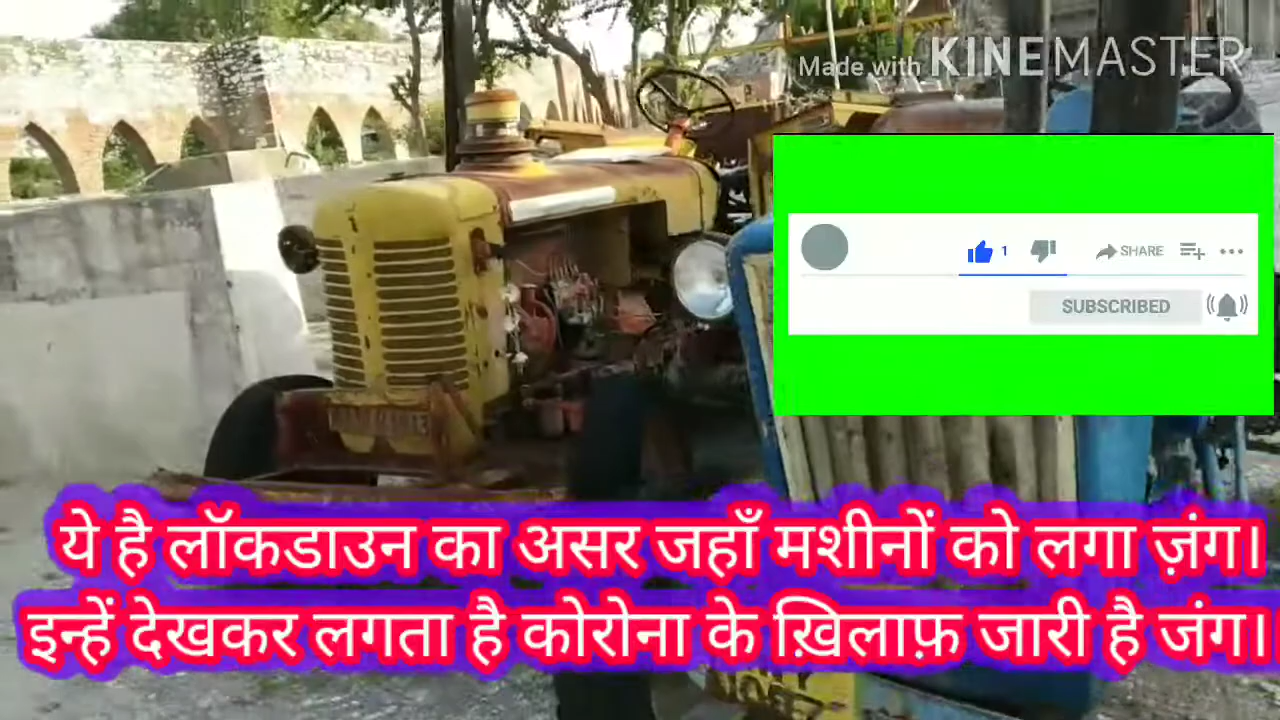 Made with KINEMASTER
1
SHARE
SUBSCRIBED
ये है लॉकडाउन का असर जहाँ मशीनों को लगा ज़ंग।
इन्हें देखकर लगता है कोरोना के ख़िलाफ़ जारी है जंग।